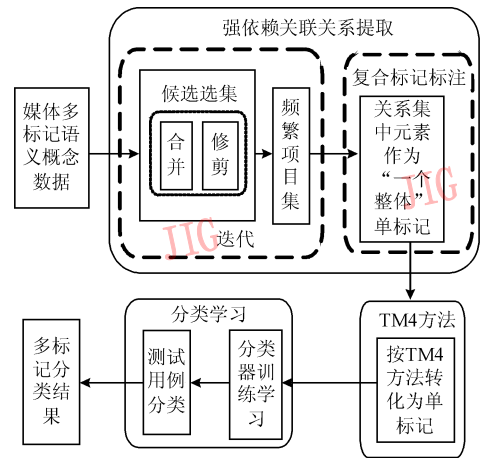 强依赖关联关系提取
媒体多
标记语
义概念
数据
候选选集
合
并
修
剪
迭代
频
繁
项
目
集
复合标记标注
关系集
中元素
作为
“一个
整体”
单标记
JIG
JIG
TM4方法
按TM4
方法转
化为单
标记
分类学习
分类
器训
练学
习
测试
用例
分类
多标
记分
类结
果